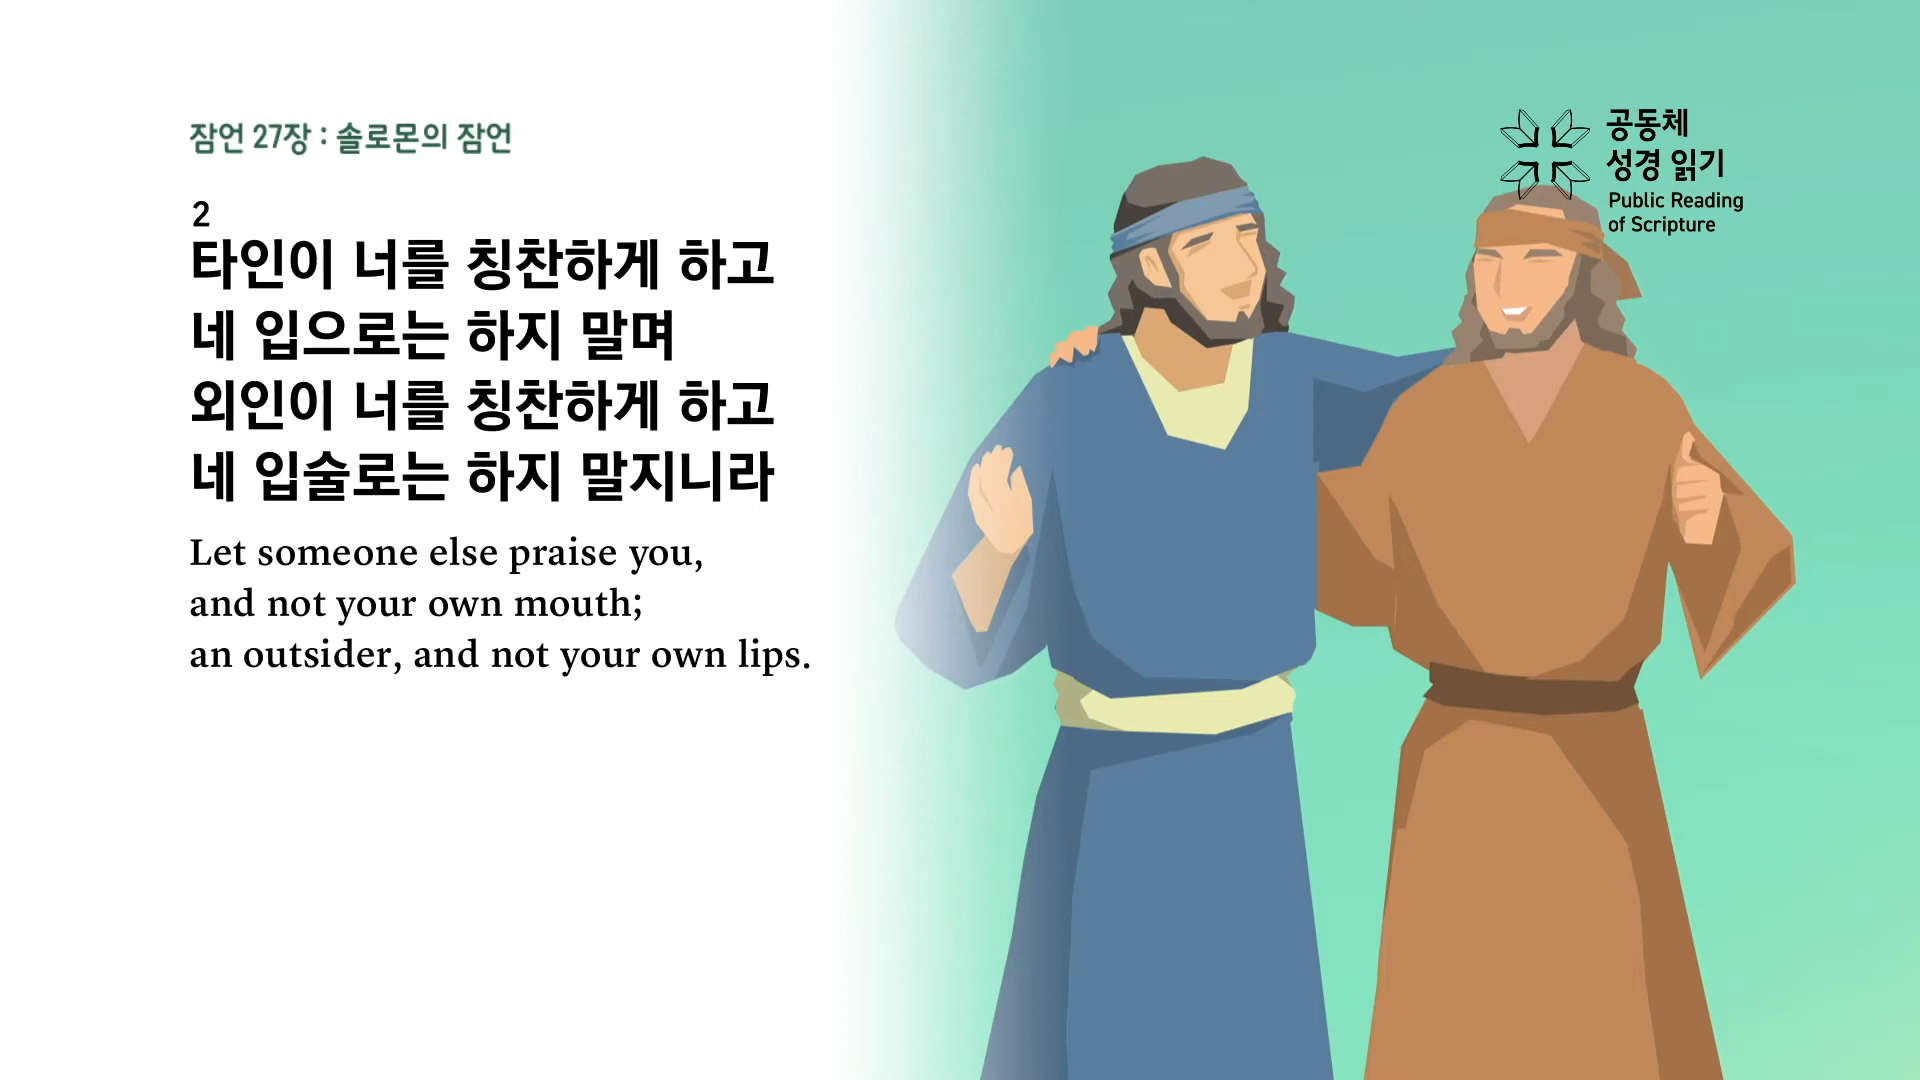 잠언 27장 : 솔로몬의 잠언
2
타인이 너를 칭찬하게 하고
네 입으로는 하지 말며
외인이 너를 칭찬하게 하고
네 입술로는 하지 말지니라
Let someone else praise you,
and not your own mouth;
an outsider, and not your own lips.
공동체
성경 읽기
Public Reading
of Scripture